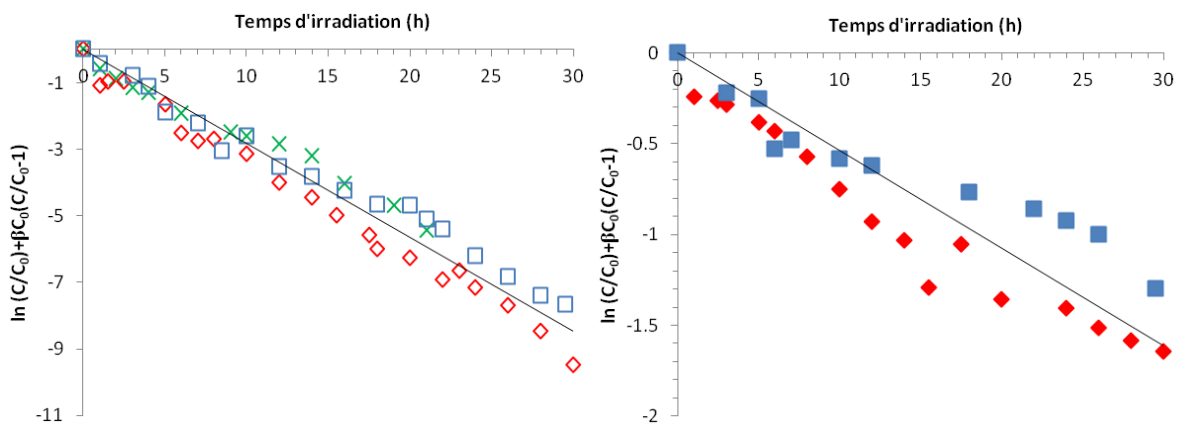 Temps d'irradiation (h)
0 5 10 15 20 25 30
-1
-3
-5
-7
-9
-11
ln (C/C₀)+βC₀(C/C₀-1)
Temps d'irradiation (h)
0
0 5 10 15 20 25 30
-0.5
-1
-1.5
-2
ln (C/C₀)+βC₀(C/C₀-1)